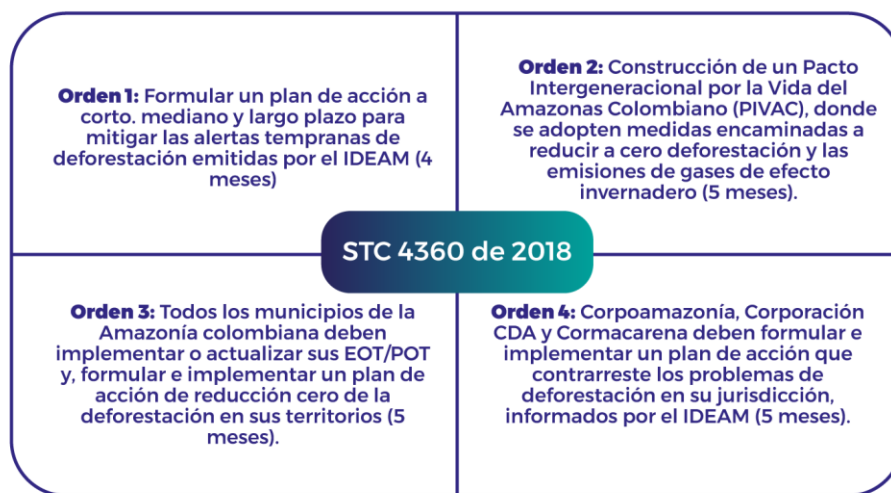 Orden 1: Formular un plan de acción a
corto. mediano y largo plazo para
mitigar las alertas tempranas de
deforestación emitidas por el IDEAM (4
meses)
Orden 2: Construcción de un Pacto
Intergeneracional por la Vida del
Amazonas Colombiano (PIVAC), donde
se adopten medidas encaminadas a
reducir a cero deforestación y las
emisiones de gases de efecto
invernadero (5 meses).
STC 4360 de 2018
Orden 3: Todos los municipios de la
Amazonía colombiana deben
implementar o actualizar sus EOT/POT
y, formular e implementar un plan de
acción de reducción cero de la
deforestación en sus territorios (5
meses).
Orden 4: Corpoamazonía, Corporación
CDA y Cormacarena deben formular e
implementar un plan de acción que
contrarreste los problemas de
deforestación en su jurisdicción,
informados por el IDEAM (5 meses).